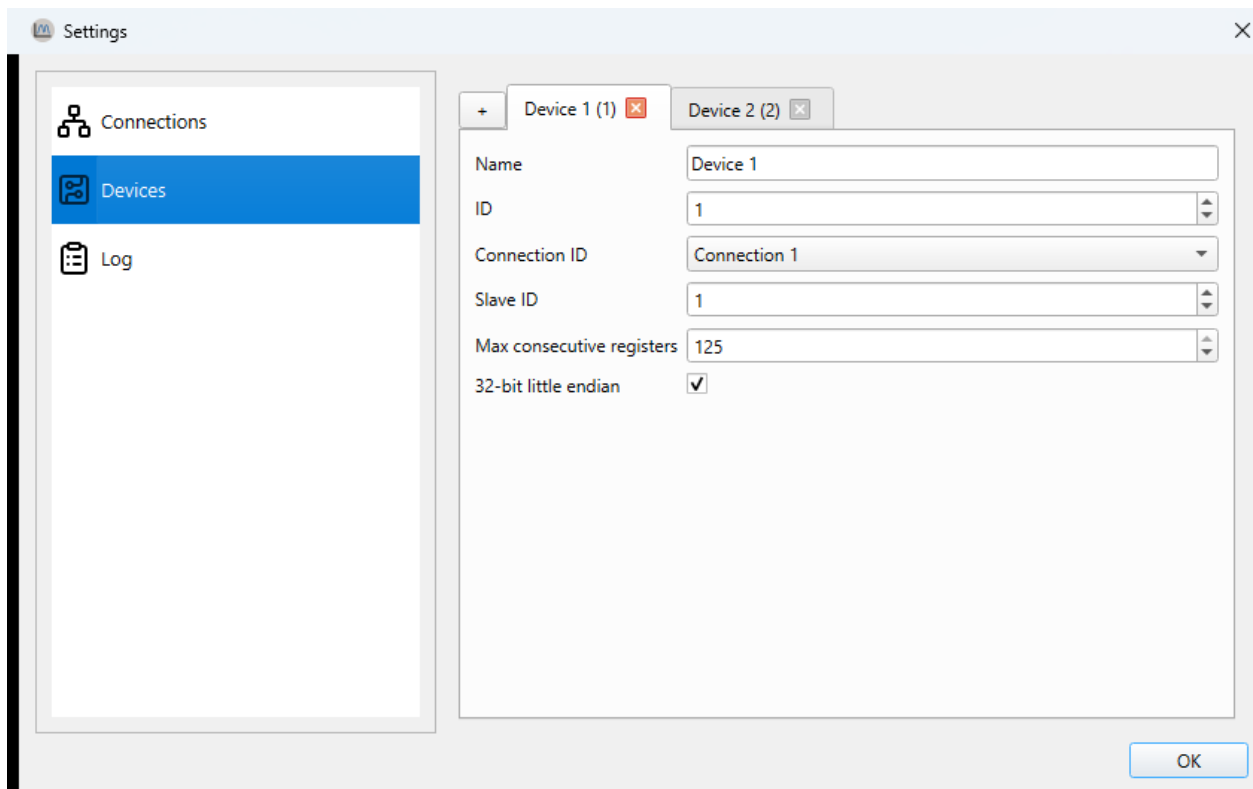 Settings
Connections
Devices
Log
+ Device 1 (1) Device 2 (2)
Name Device 1
ID 1
Connection ID Connection 1
Slave ID 1
Max consecutive registers 125
32-bit little endian
OK